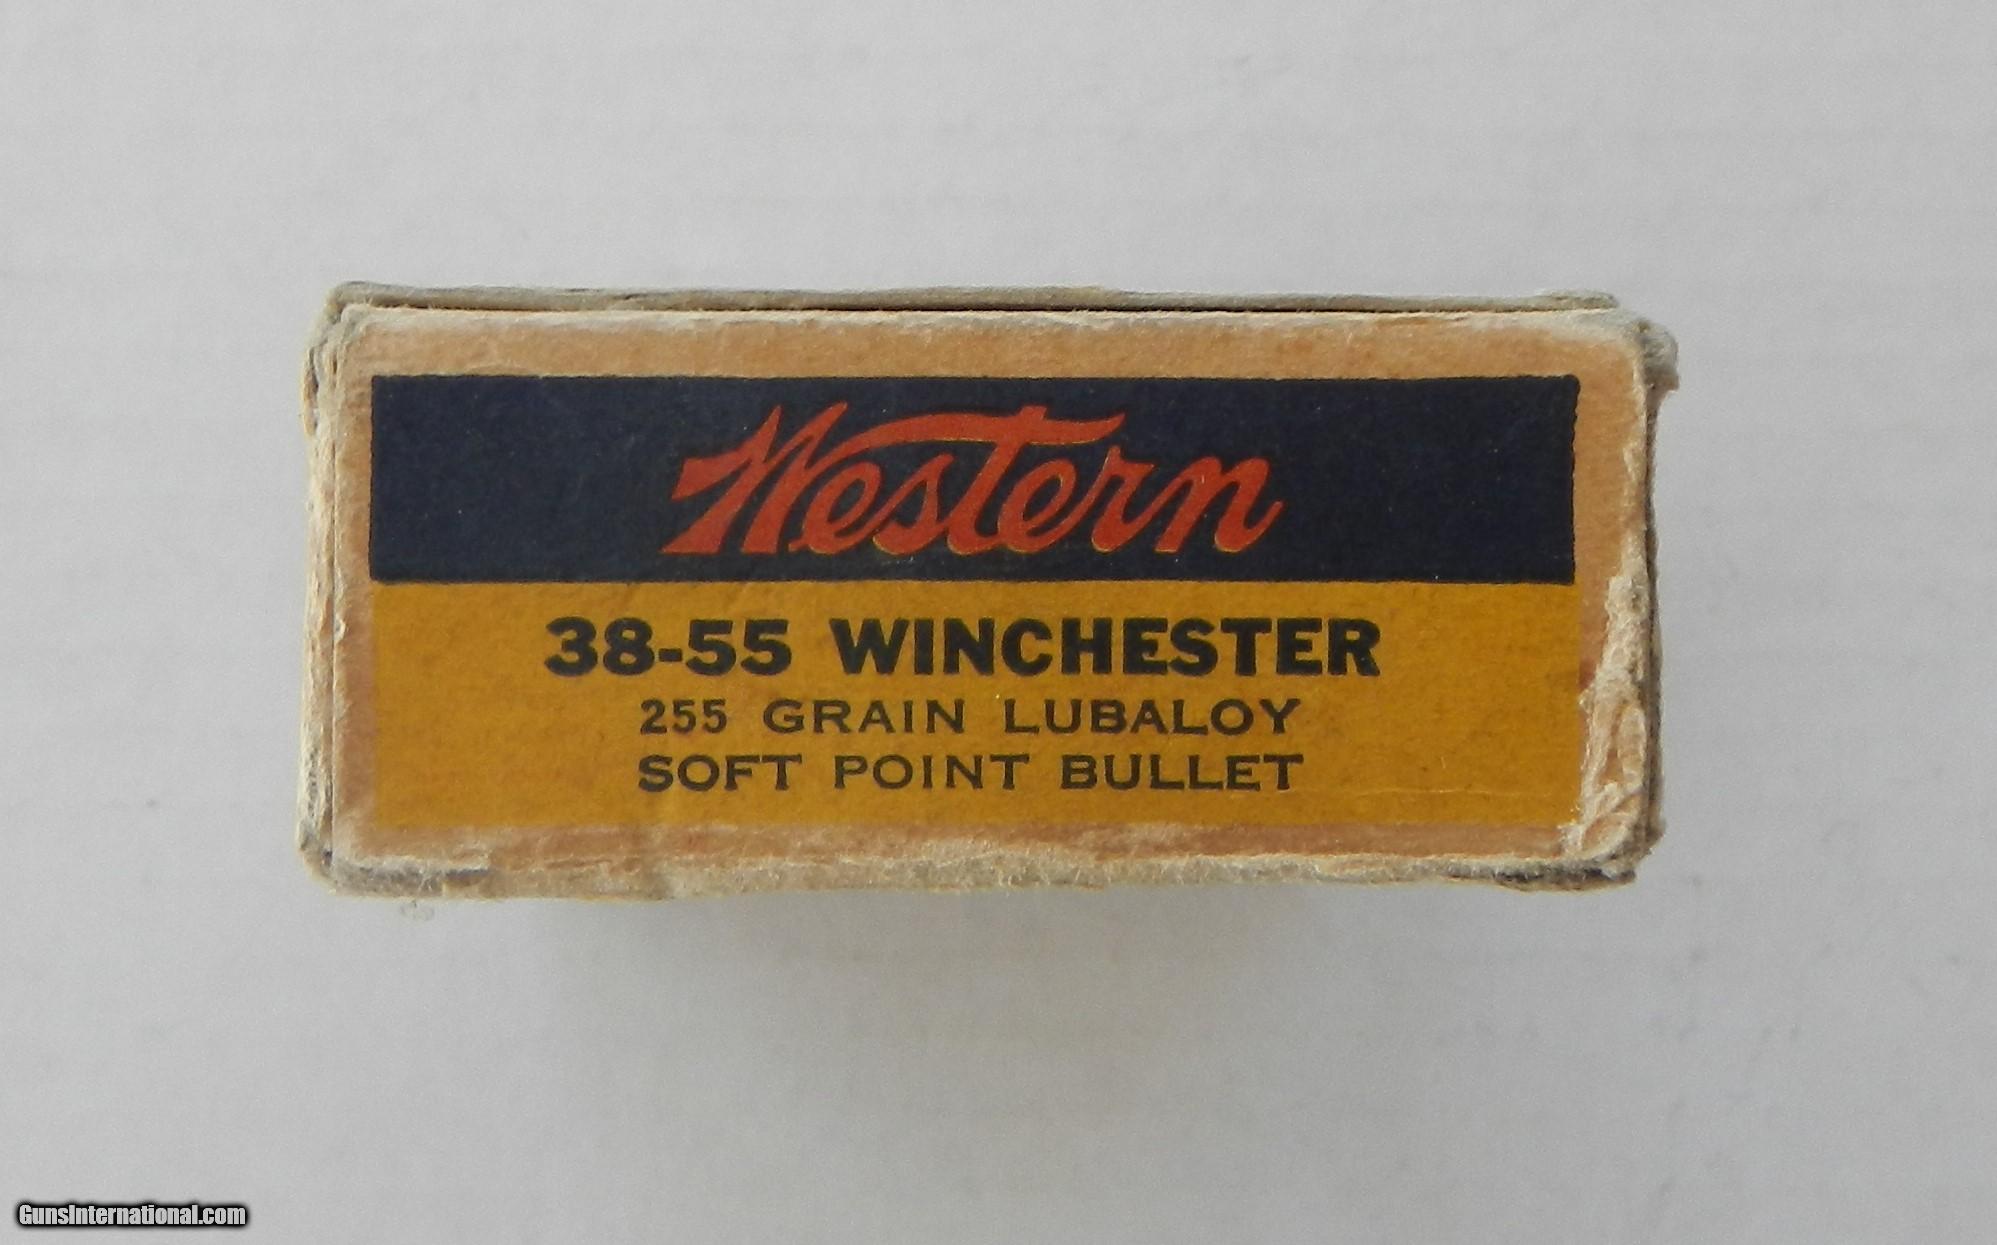 Western
38-55 WINCHESTER
255 GRAIN LUBALOY
SOFT POINT BULLET
GunsInternational.com